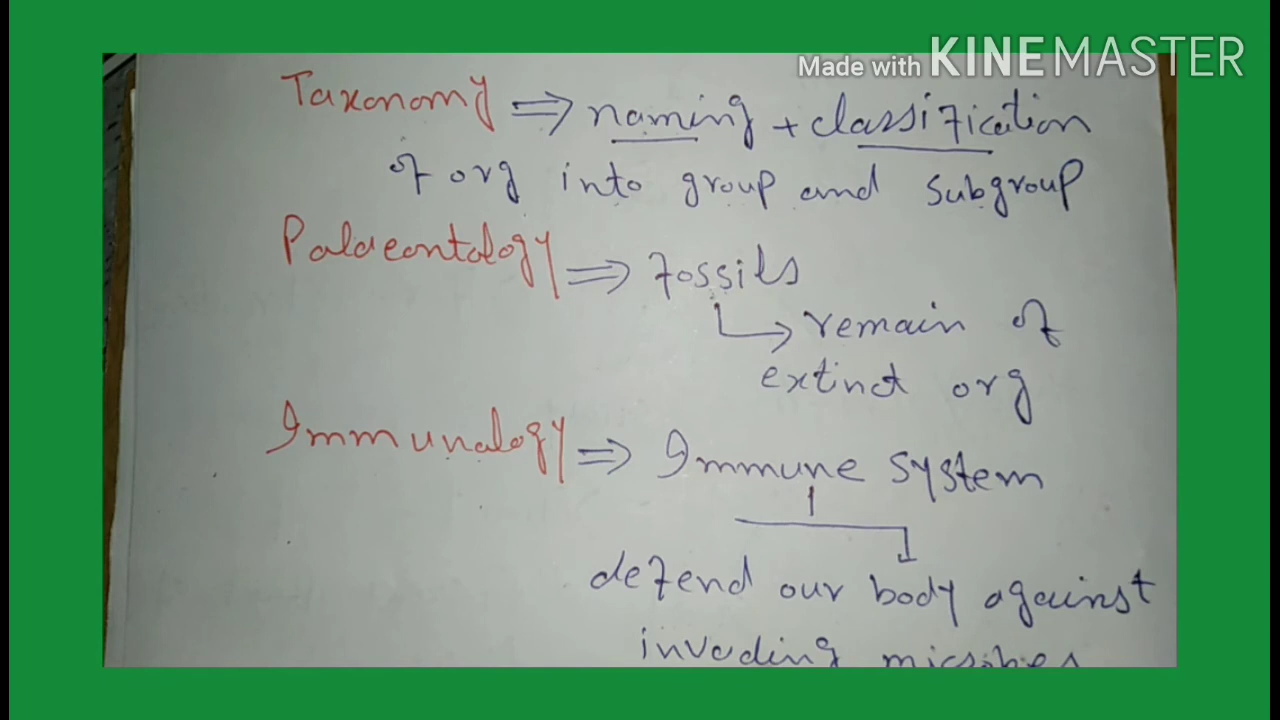 Made with KINEMASTER
Taxonomy ⇒ naming + classification
of org into group and subgroup
Palaeontology ⇒ Fossils
↳ remain of
extinct org
Immunology ⇒ Immune system
defend our body against
invading microbes